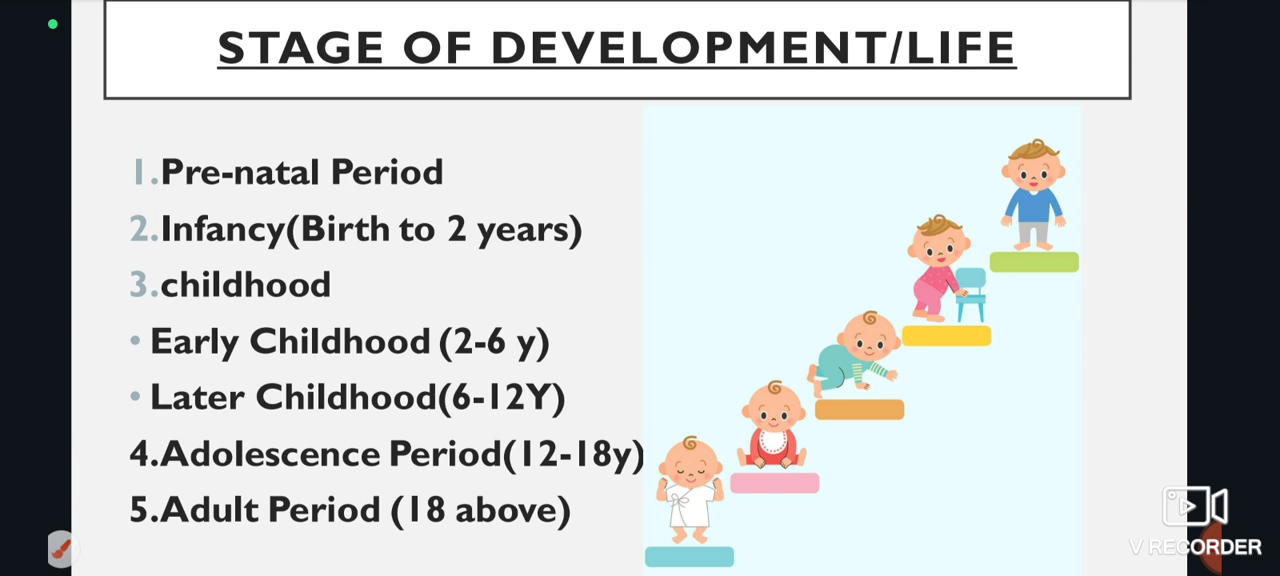 STAGE OF DEVELOPMENT/LIFE
1.Pre-natal Period
2.Infancy(Birth to 2 years)
3.childhood
• Early Childhood (2-6 y)
• Later Childhood(6-12Y)
4.Adolescence Period(12-18y)
5.Adult Period (18 above)
V RECORDER